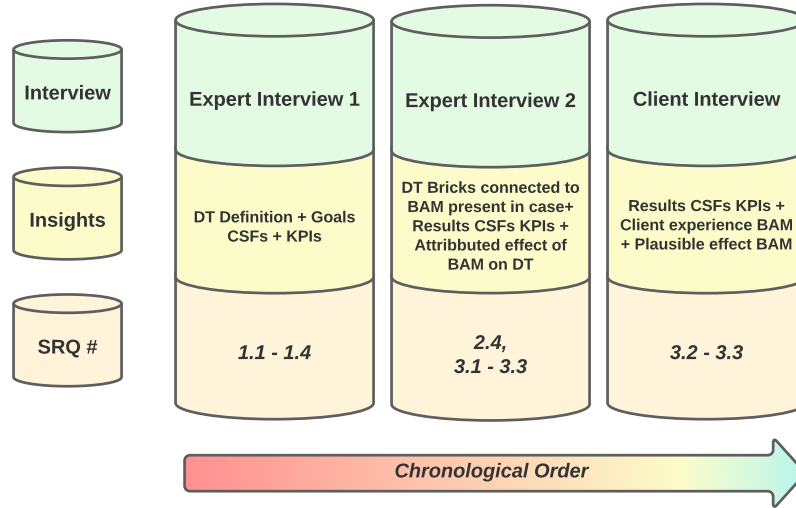 Interview
Insights
SRQ #
Expert Interview 1
DT Definition + Goals
CSFs + KPIs
1.1 - 1.4
Expert Interview 2
DT Bricks connected to
BAM present in case+
Results CSFs KPIs +
Attribbuted effect of
BAM on DT
2.4,
3.1 - 3.3
Client Interview
Results CSFs KPIs +
Client experience BAM
+ Plausible effect BAM
3.2 - 3.3
Chronological Order